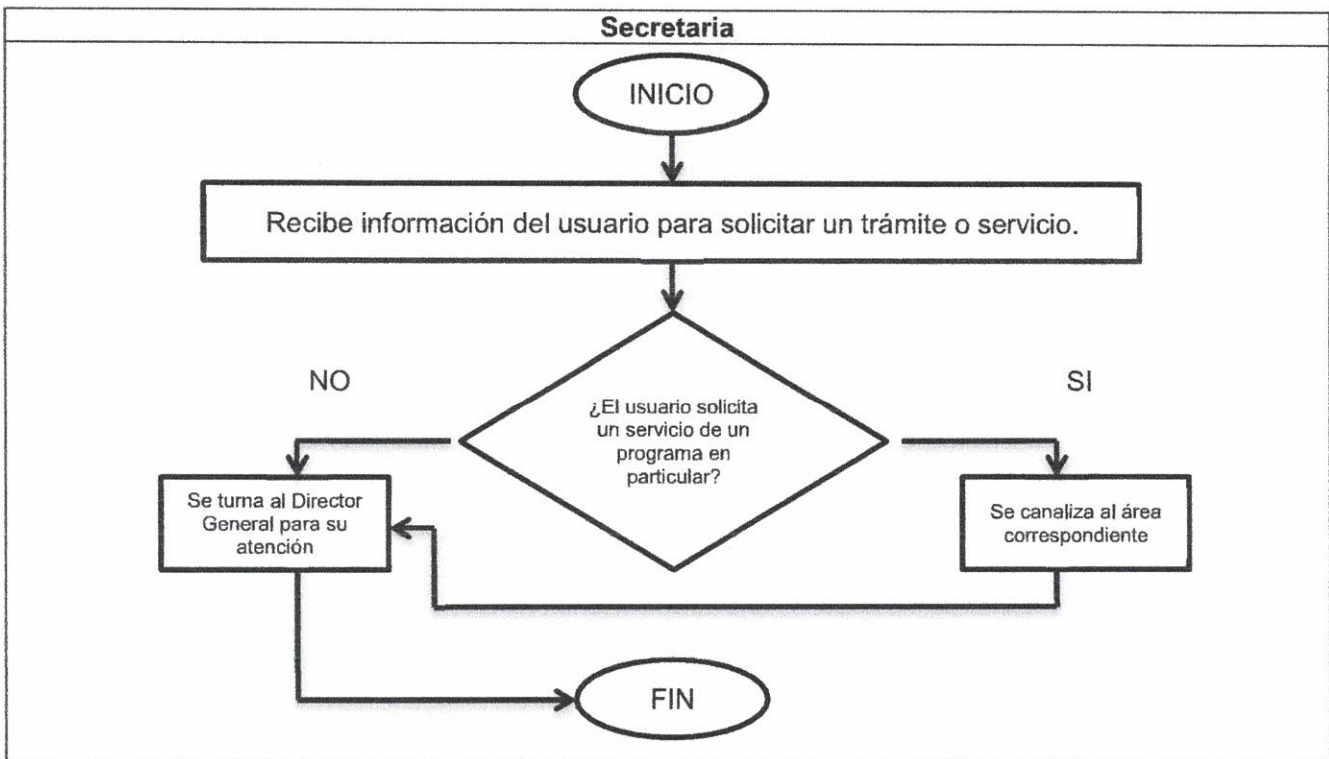 Secretaria
INICIO
Recibe información del usuario para solicitar un trámite o servicio.
NO
SI
¿El usuario solicita
un servicio de un
programa en
particular?
Se turna al Director
General para su
atención
Se canaliza al área
correspondiente
FIN